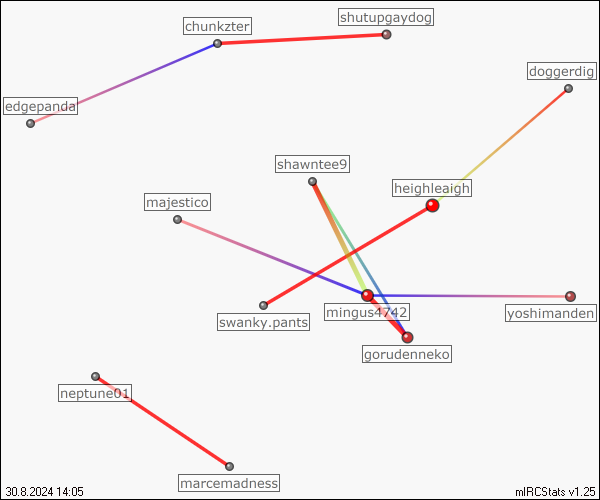 shutupgaydog
chunkzter
doggerdig
edgepanda
shawntee9
heighleaigh
majestico
mingus4742
yoshimanden
swanky.pants
gorudenneko
neptune01
marcemadness
30.8.2024 14:05
mIRCStats v1.25